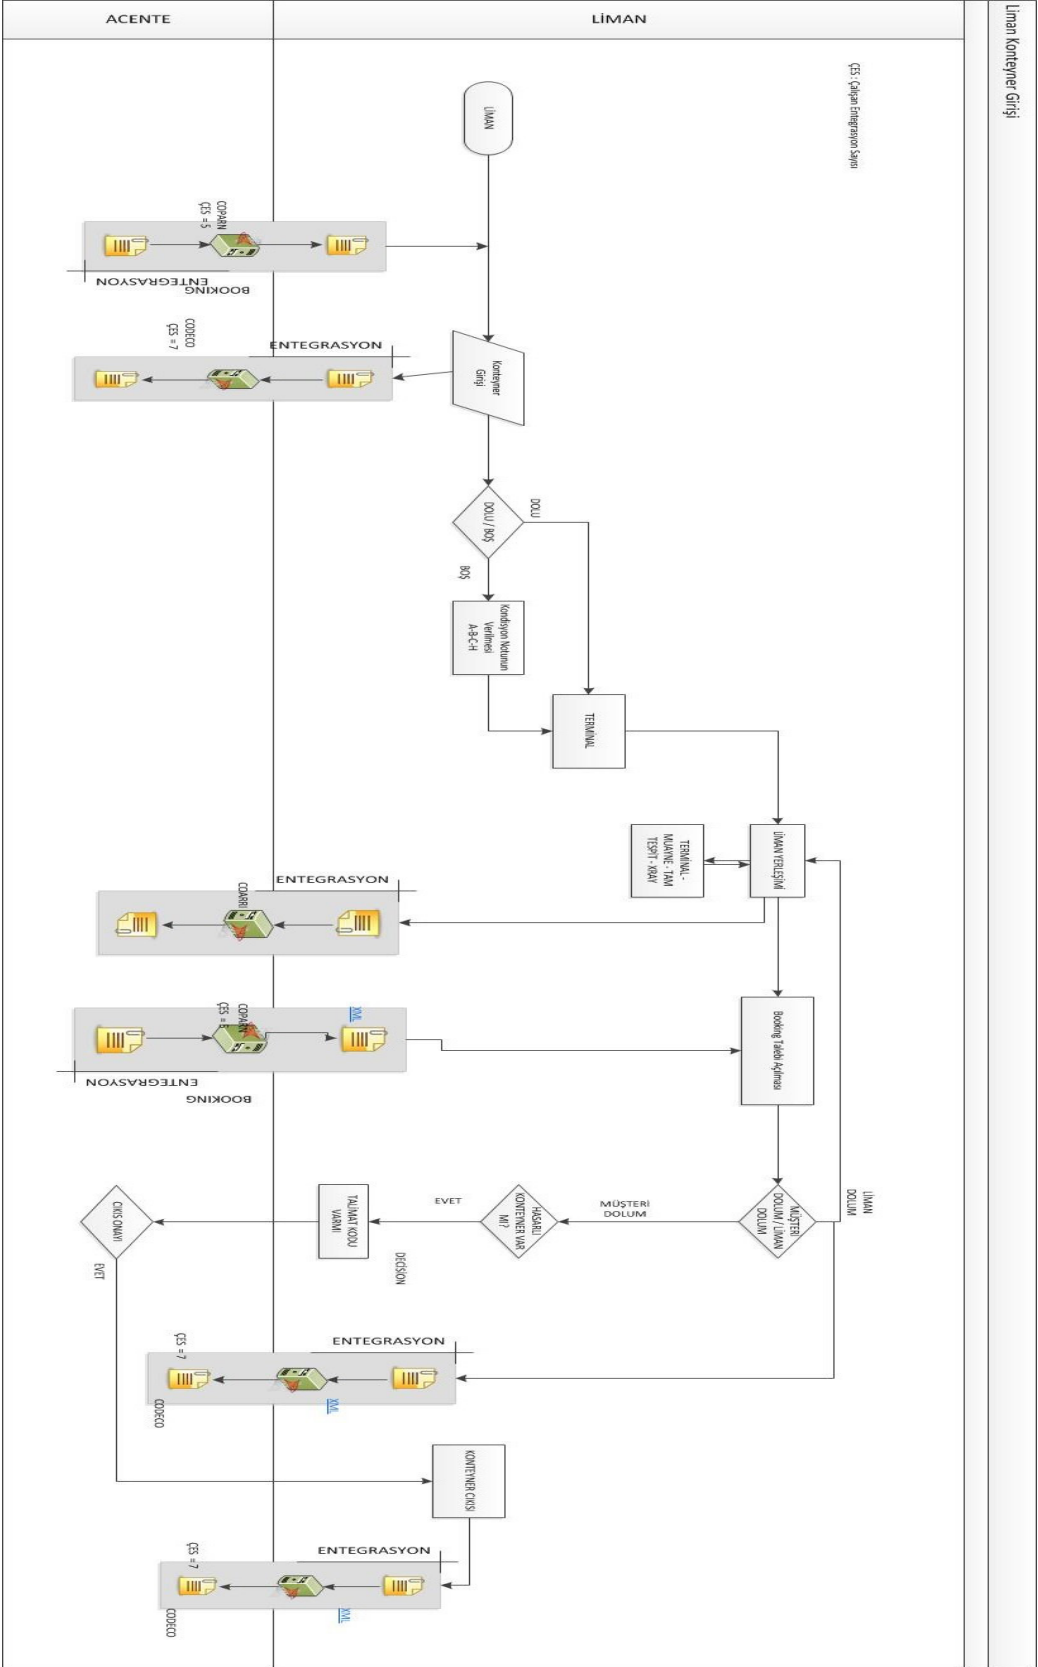 Liman Konteyner Girişi
ACENTE
LİMAN
ÇES : Çalışan Entegrasyon Sayısı
LİMAN
COPARN
ÇES = 5
BOOKING
ENTEGRASYON
ENTEGRASYON
CODECO
ÇES = 7
Konteyner
Girişi
DOLU / BOŞ
DOLU
BOŞ
Kondisyon Notunun
Verilmesi
A-B-C-H
TERMİNAL
LİMAN YERLEŞİMİ
TERMİNAL -
MUAYNE - TAM
TESPİT - XRAY
ENTEGRASYON
COARRI
Booking Talebi Açılması
XML
COPARN
ÇES = 5
ENTEGRASYON
BOOKING
MÜŞTERİ
DOLUM / LİMAN
DOLUM
LİMAN
DOLUM
MÜŞTERİ
DOLUM
HASARLI
KONTEYNER VAR
MI?
EVET
TALİMAT KODU
VARMI
DECİSİON
CIKIS ONAYI
EVET
ENTEGRASYON
ÇES = 7
XML
CODECO
KONTEYNER CIKISI
ENTEGRASYON
ÇES = 7
XML
CODECO